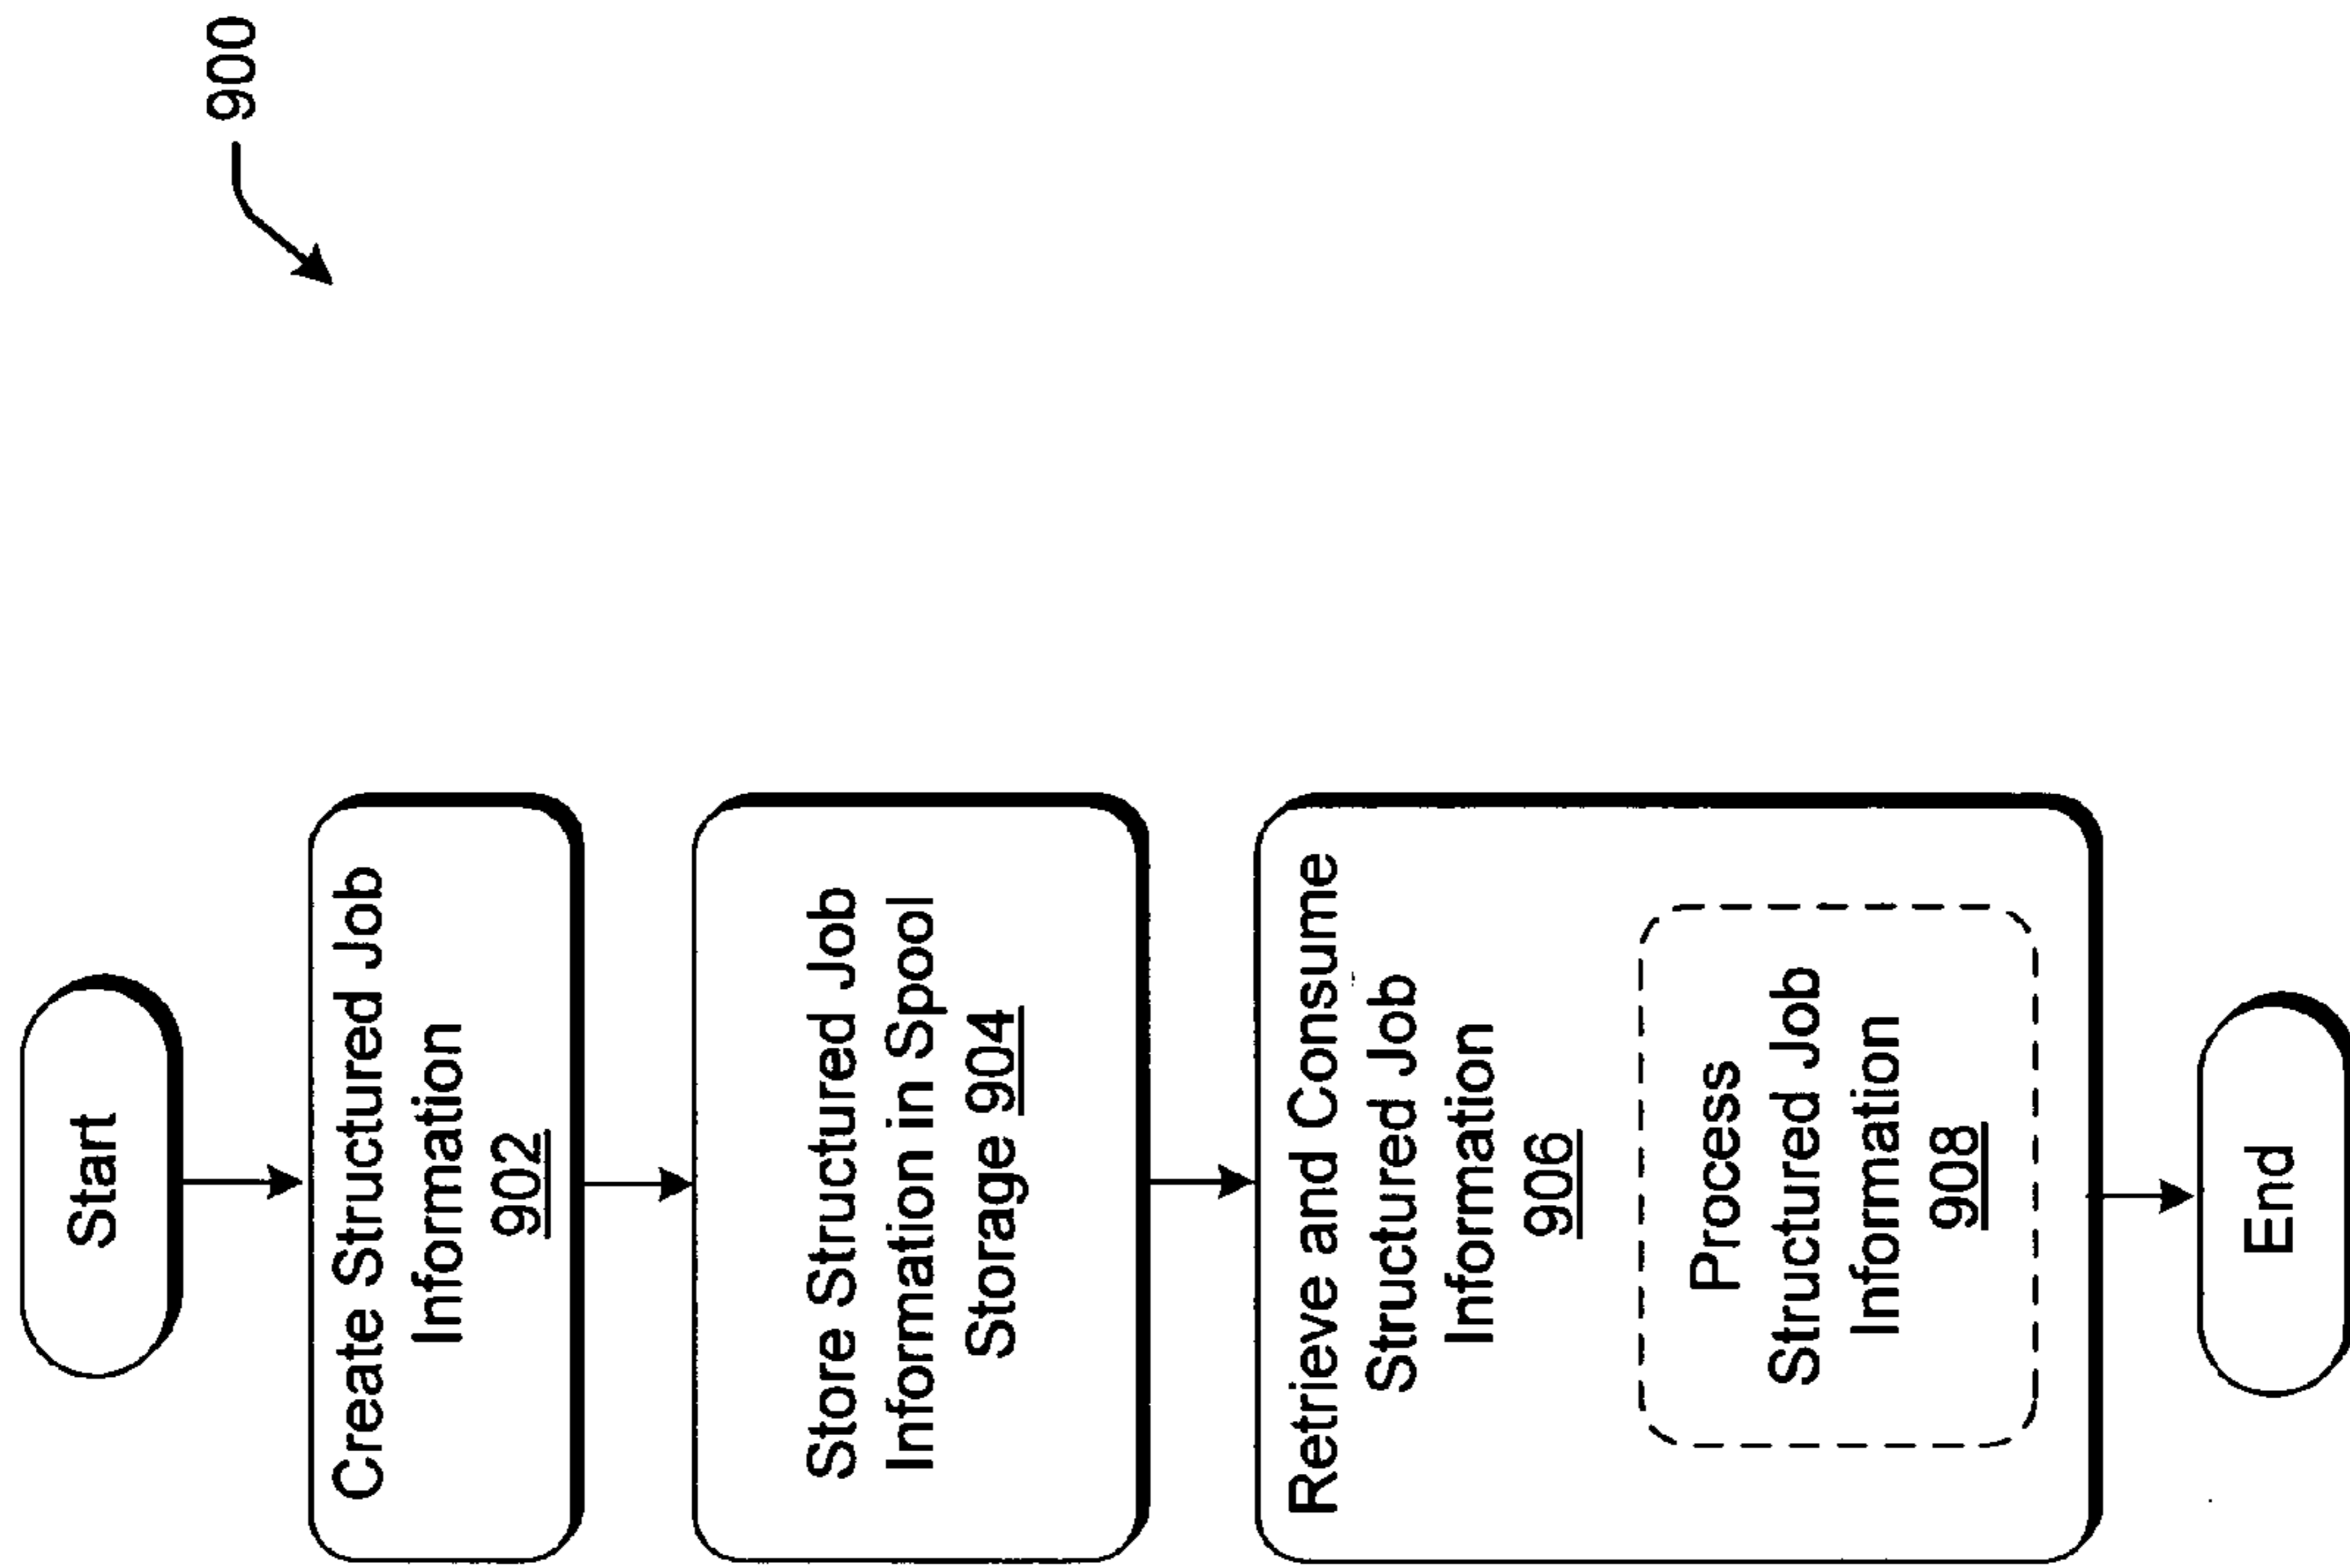 900
Start
Create Structured Job
Information
902
Store Structured Job
Information in Spool
Storage 904
Retrieve and Consume
Structured Job
Information
906
Process
Structured Job
Information
908
End